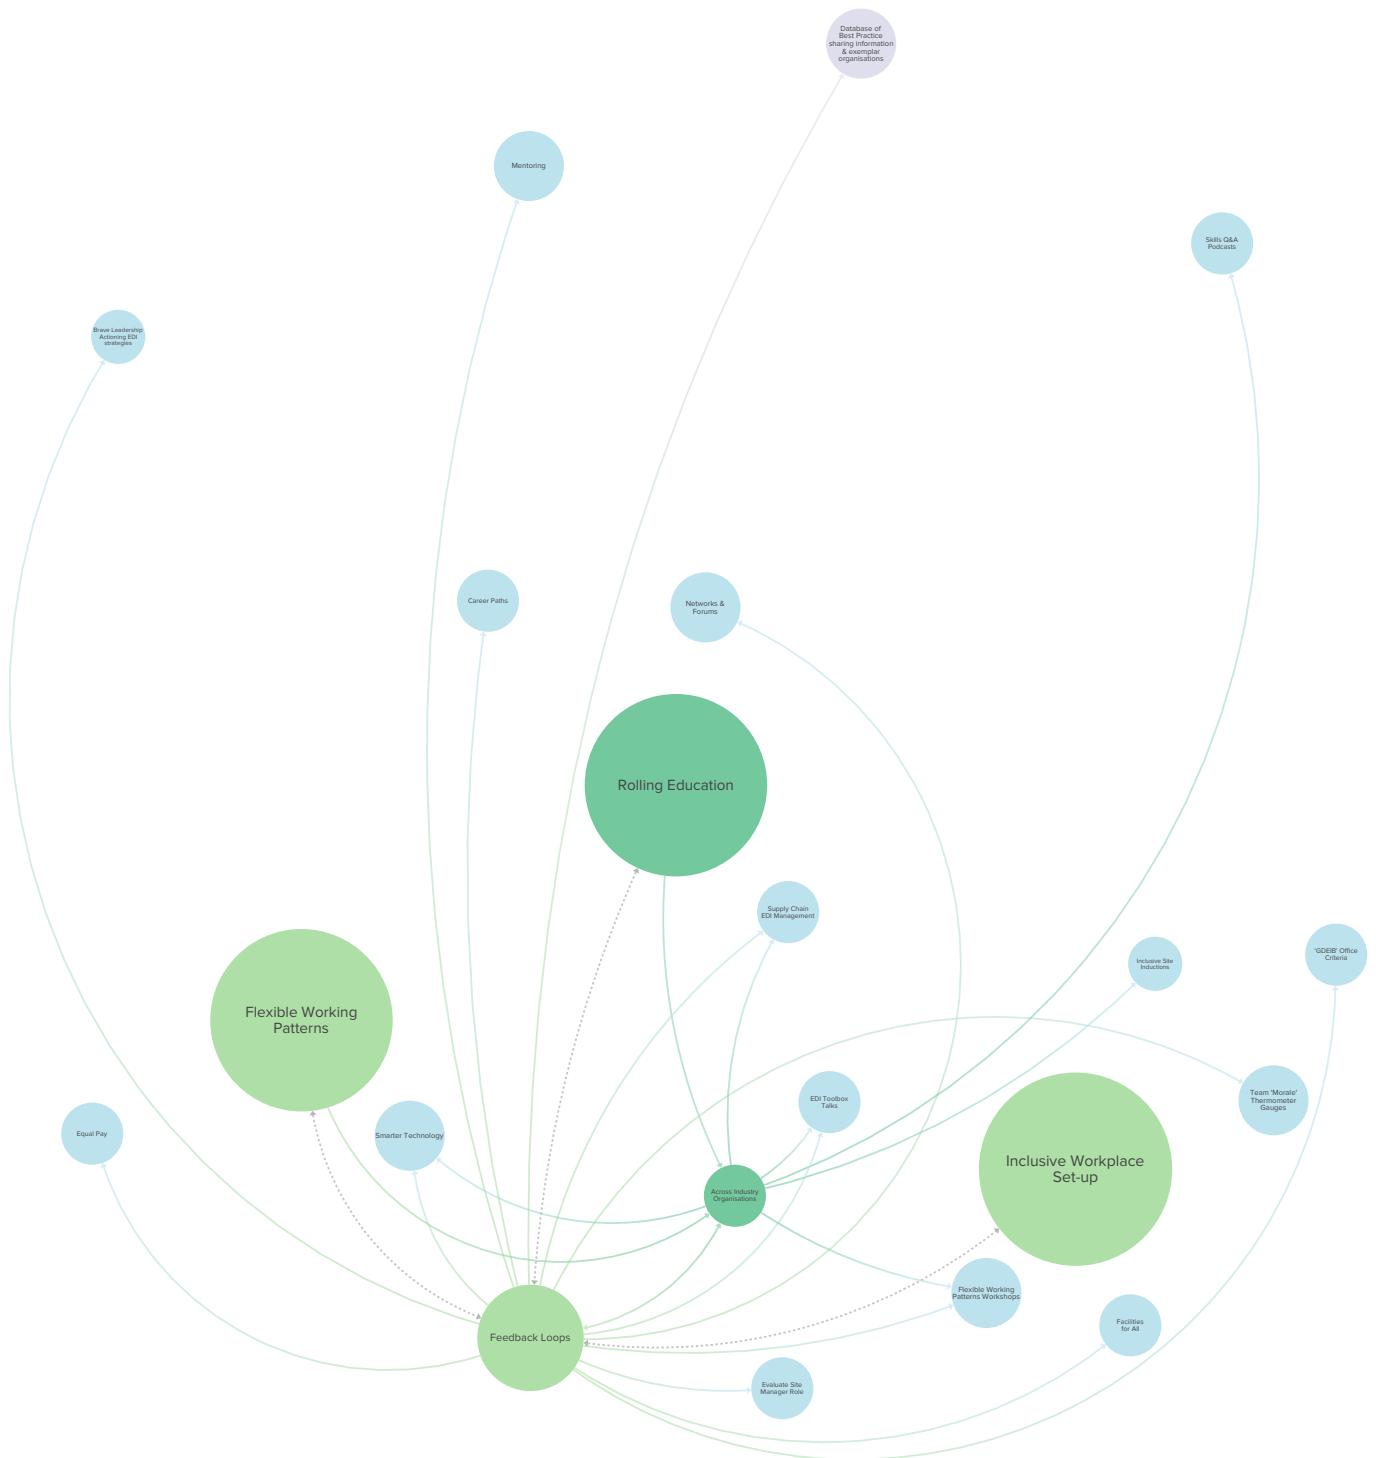 Database of
Best Practice
sharing information
& exemplar
organisations
Mentoring
Skills Q&A
Podcasts
Brave Leadership
Actioning EDI
strategies
Career Paths
Networks &
Forums
Rolling Education
Supply Chain
EDI Management
'GDEIB' Office
Criteria
Inclusive Site
Inductions
Flexible Working
Patterns
Team 'Morale'
Thermometer
Gauges
EDI Toolbox
Talks
Equal Pay
Smarter Technology
Inclusive Workplace
Set-up
Across Industry
Organisations
Flexible Working
Patterns Workshops
Facilities
for All
Feedback Loops
Evaluate Site
Manager Role